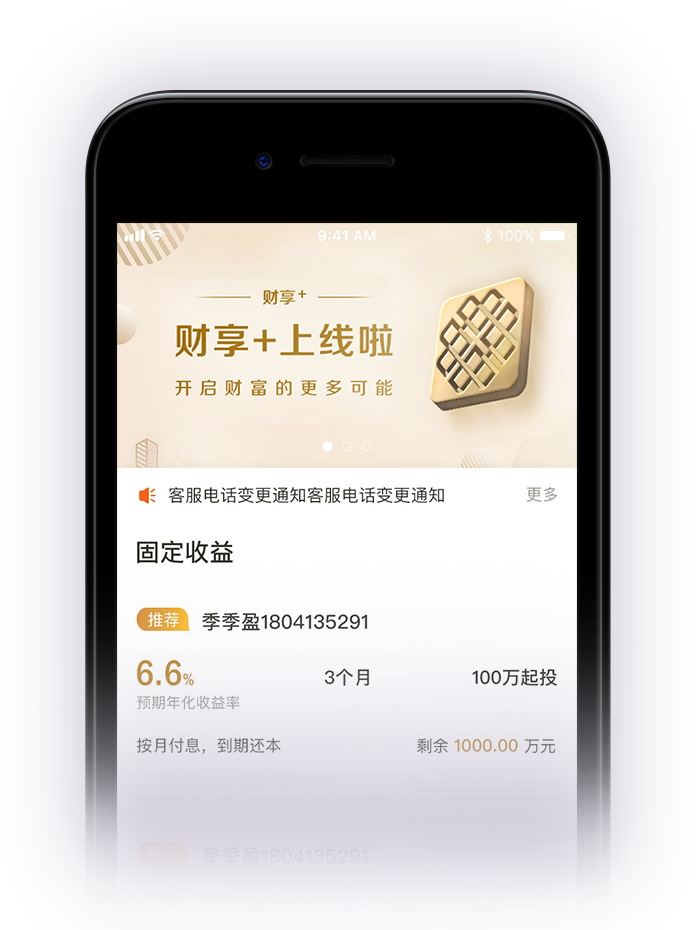 9:41 AM 100%
财享+
财享+上线啦
开启财富的更多可能
客服电话变更通知客服电话变更通知 更多
固定收益
推荐 季季盈1804135291
6.6% 3个月 100万起投
预期年化收益率
按月付息，到期还本 剩余 1000.00 万元
推荐 季季盈1804135291